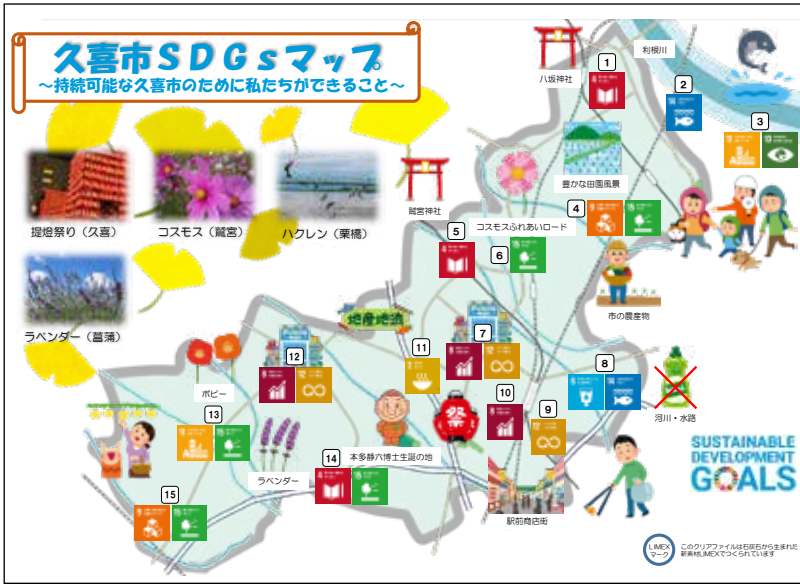 久喜市SDGsマップ
～持続可能な久喜市のために私たちができること～
利根川
八坂神社
1
2
3
提燈祭り（久喜）
コスモス（鷲宮）
ハクレン（栗橋）
鷲宮神社
豊かな田園風景
4
コスモスふれあいロード
5
6
市の農産物
ラベンダー（菖蒲）
地産地消
7
11
12
8
ポピー
河川・水路
10
9
13
祭
本多静六博士生誕の地
14
ラベンダー
SUSTAINABLE
DEVELOPMENT
GOALS
15
駅前商店街
LIMEX
マーク
このクリアファイルは石灰石から生まれた
新素材LIMEXでつくられています